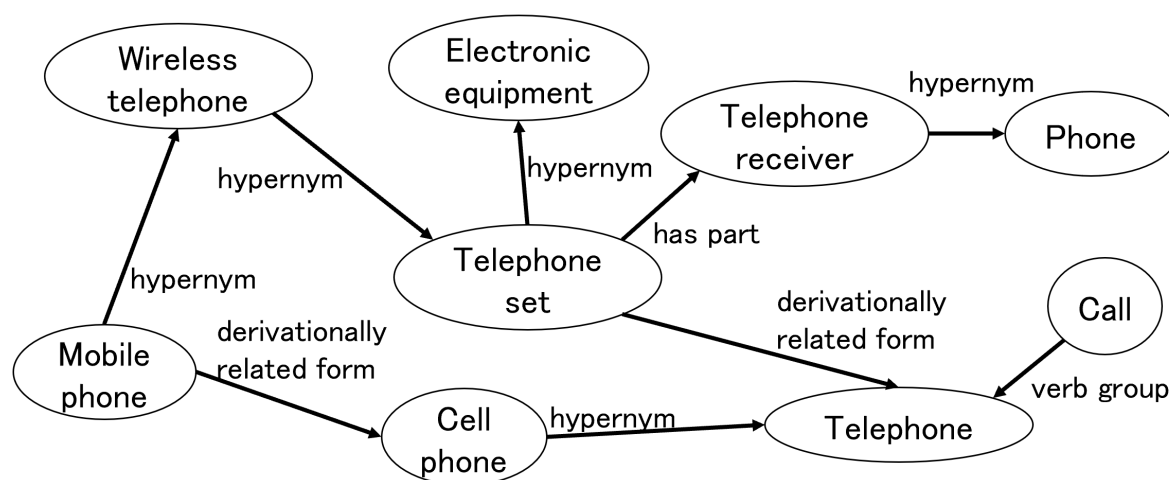 Wireless
telephone
Electronic
equipment
hypernym
Telephone
receiver
Phone
hypernym
hypernym
has part
Telephone
set
hypernym
derivationally
related form
Call
derivationally
related form
Mobile
phone
verb group
Cell
phone
hypernym
Telephone